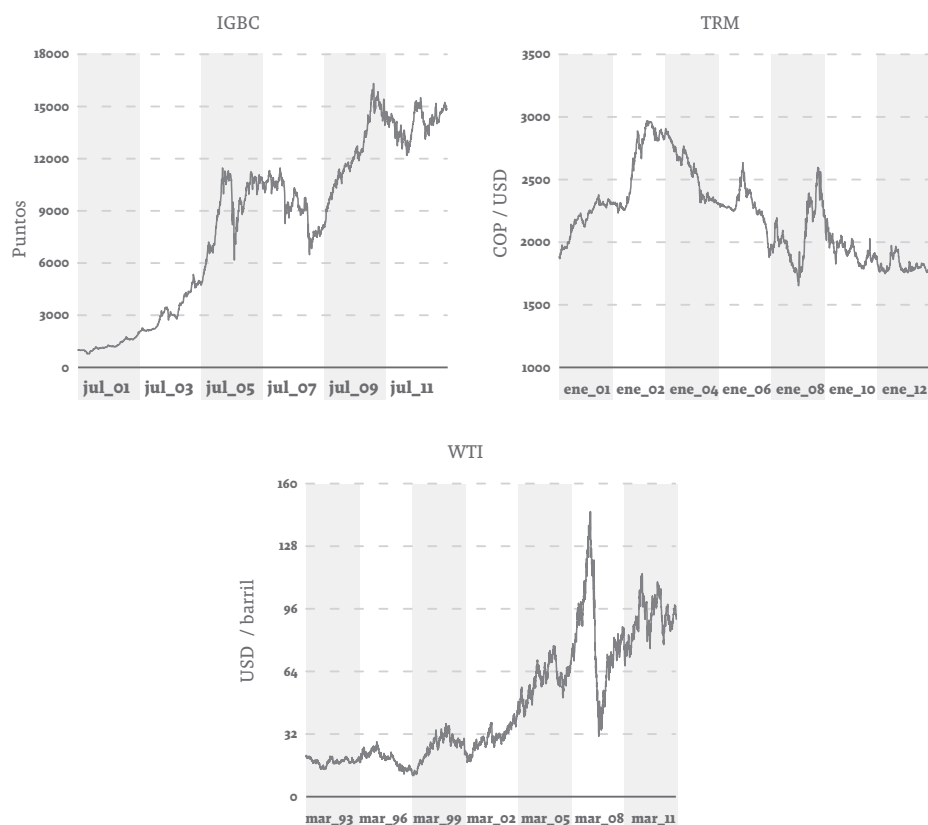 IGBC
Puntos
18000
15000
12000
9000
6000
3000
0
jul_01 jul_03 jul_05 jul_07 jul_09 jul_11
TRM
COP / USD
3500
3000
2500
2000
1500
1000
ene_01 ene_02 ene_04 ene_06 ene_08 ene_10 ene_12
WTI
USD / barril
160
128
96
64
32
0
mar_93 mar_96 mar_99 mar_02 mar_05 mar_08 mar_11